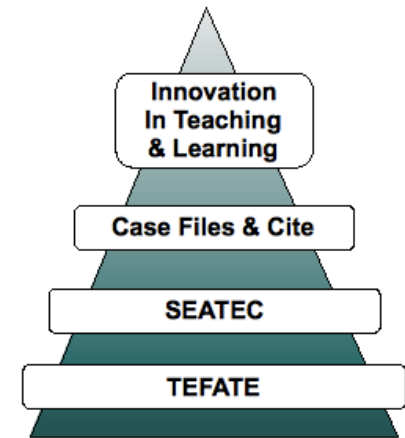 Innovation
In Teaching
& Learning
Case Files & Cite
SEATEC
TEFATE